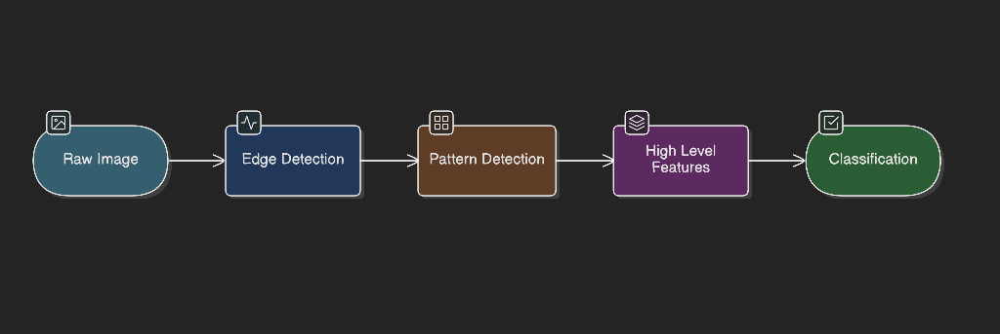 Raw Image
Edge Detection
Pattern Detection
High Level
Features
Classification